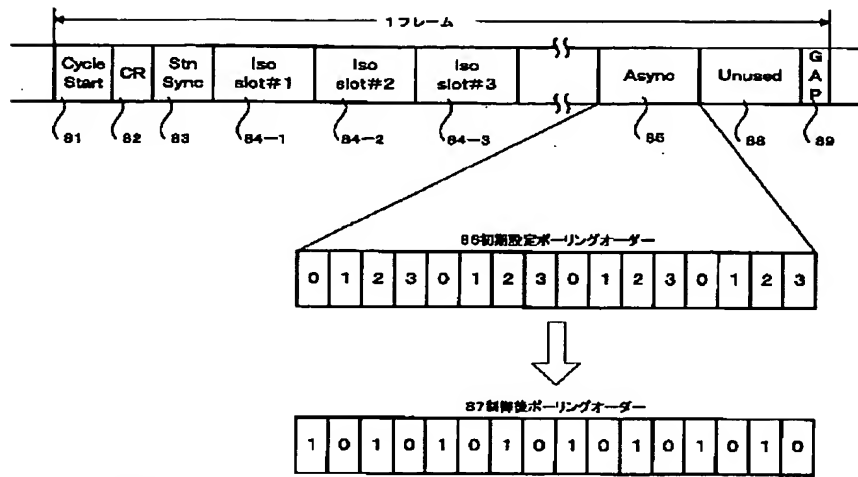 1フレーム
Cycle Start
CR
Stn Sync
Iso slot#1
Iso slot#2
Iso slot#3
Async
Unused
GAP
81
82
83
84-1
84-2
84-3
85
88
89
86初期設定ポーリングオーダー
0 1 2 3 0 1 2 3 0 1 2 3 0 1 2 3
87制御後ポーリングオーダー
1 0 1 0 1 0 1 0 1 0 1 0 1 0 1 0